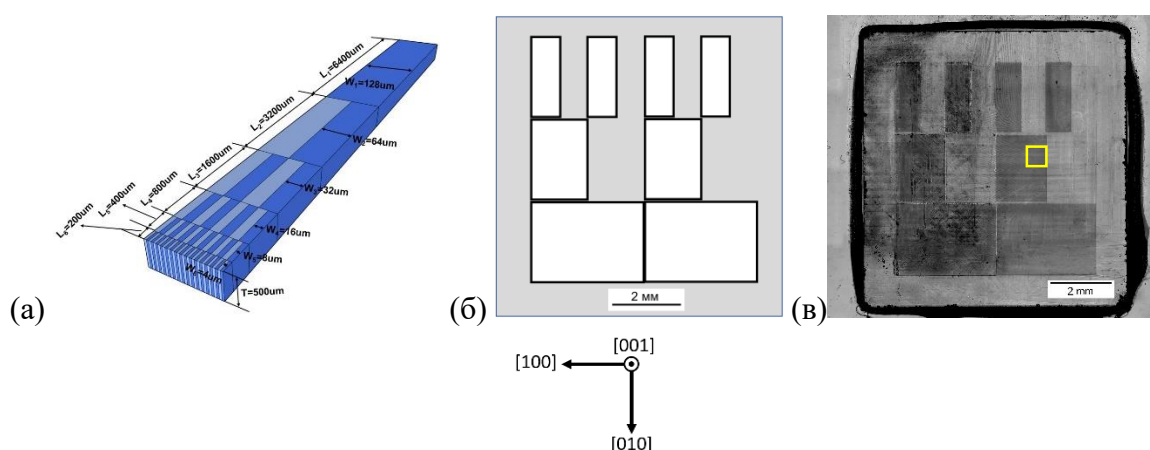 (а)
L₁=6400um
W₁=128um
L₂=3200um
W₂=64um
L₃=1600um
W₃=32um
L₄=800um
W₄=16um
L₅=400um
W₅=8um
L₆=200um
W₆=4um
T=500um
(б)
2 мм
(в)
2 mm
[001]
[100]
[010]